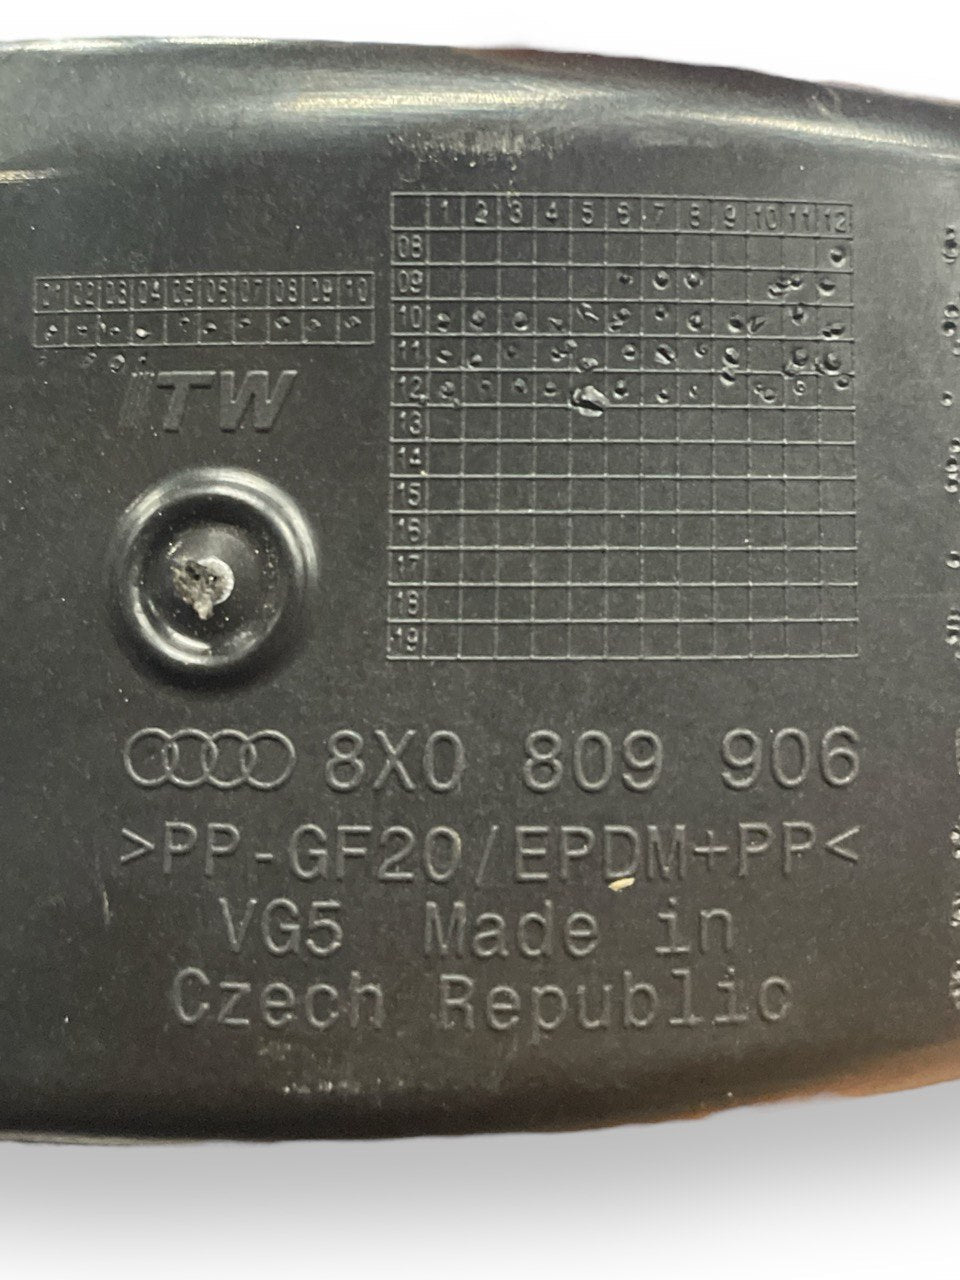 1 2 3 4 5 6 7 8 9 10 11 12
08
09
10
11
12
13
14
15
16
17
18
19
01 02 03 04 05 06 07 08 09 10
ITW
8X0 809 906
>PP-GF20/EPDM+PP<
VG5 Made in
Czech Republic